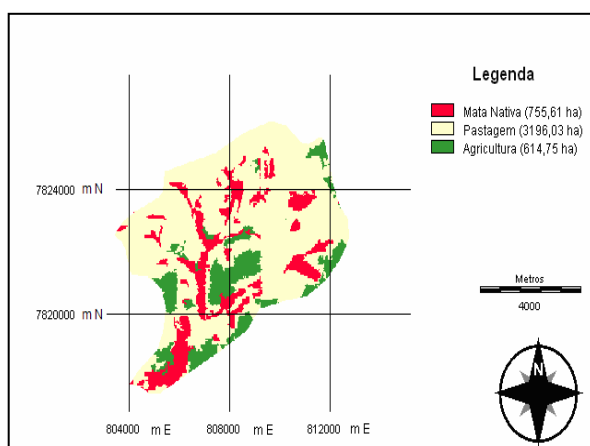 Legenda
Mata Nativa (755,61 ha)
Pastagem (3196,03 ha)
Agricultura (614,75 ha)
7824000 m N
7820000 m N
Metros
4000
N
804000 m E 808000 m E 812000 m E